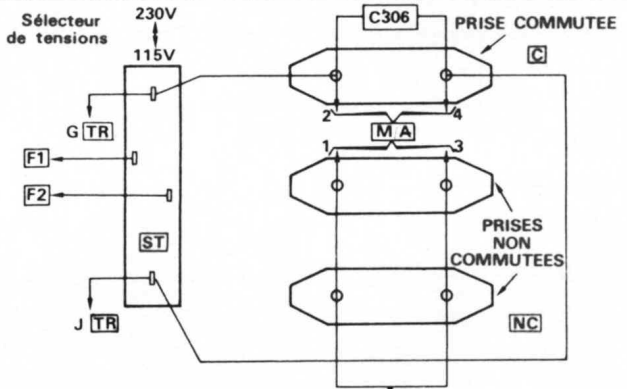 Sélecteur
de tensions
230V
115V
C306
PRISE COMMUTEE
C
G TR
2
4
M A
1
3
F1
F2
PRISES
NON
COMMUTEES
ST
J TR
NC